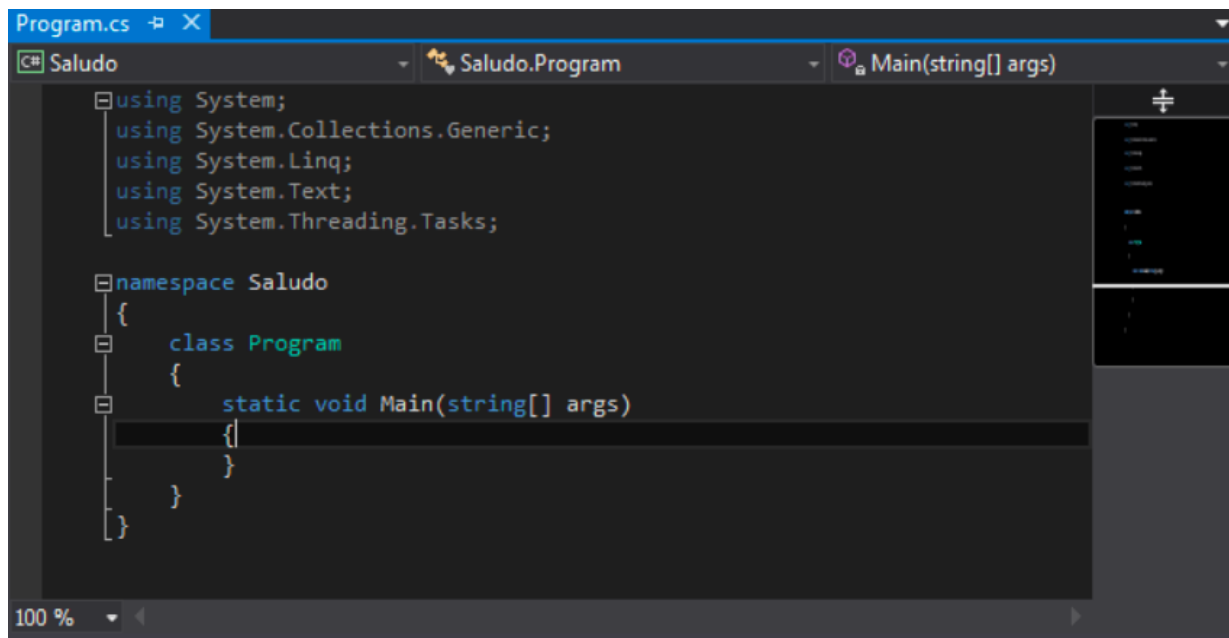 Program.cs
C# Saludo Saludo.Program Main(string[] args)
using System;
using System.Collections.Generic;
using System.Linq;
using System.Text;
using System.Threading.Tasks;
namespace Saludo
{
class Program
{
static void Main(string[] args)
{
}
}
}
100 %